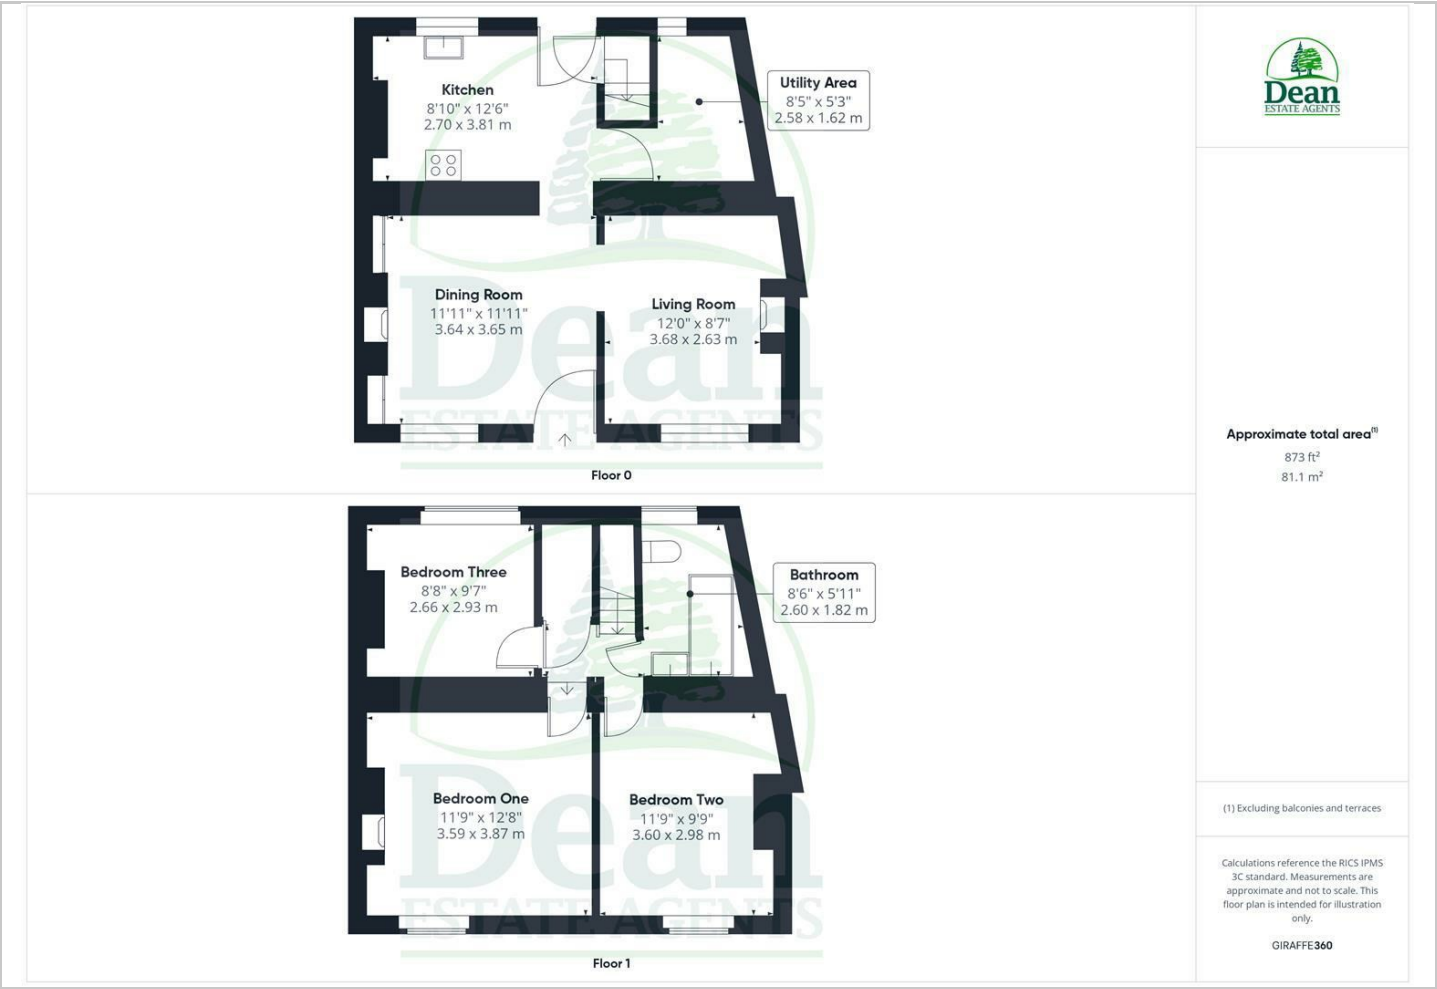 Kitchen
8'10" x 12'6"
2.70 x 3.81 m
Utility Area
8'5" x 5'3"
2.58 x 1.62 m
Dining Room
11'11" x 11'11"
3.64 x 3.65 m
Living Room
12'0" x 8'7"
3.68 x 2.63 m
Dean
ESTATE AGENTS
Floor 0
Bedroom Three
8'8" x 9'7"
2.66 x 2.93 m
Bathroom
8'6" x 5'11"
2.60 x 1.82 m
Bedroom One
11'9" x 12'8"
3.59 x 3.87 m
Bedroom Two
11'9" x 9'9"
3.60 x 2.98 m
Dean
ESTATE AGENTS
Floor 1
Dean
ESTATE AGENTS
Approximate total area(1)
873 ft²
81.1 m²
(1) Excluding balconies and terraces
Calculations reference the RICS IPMS
3C standard. Measurements are
approximate and not to scale. This
floor plan is intended for illustration
only.
GIRAFFE360